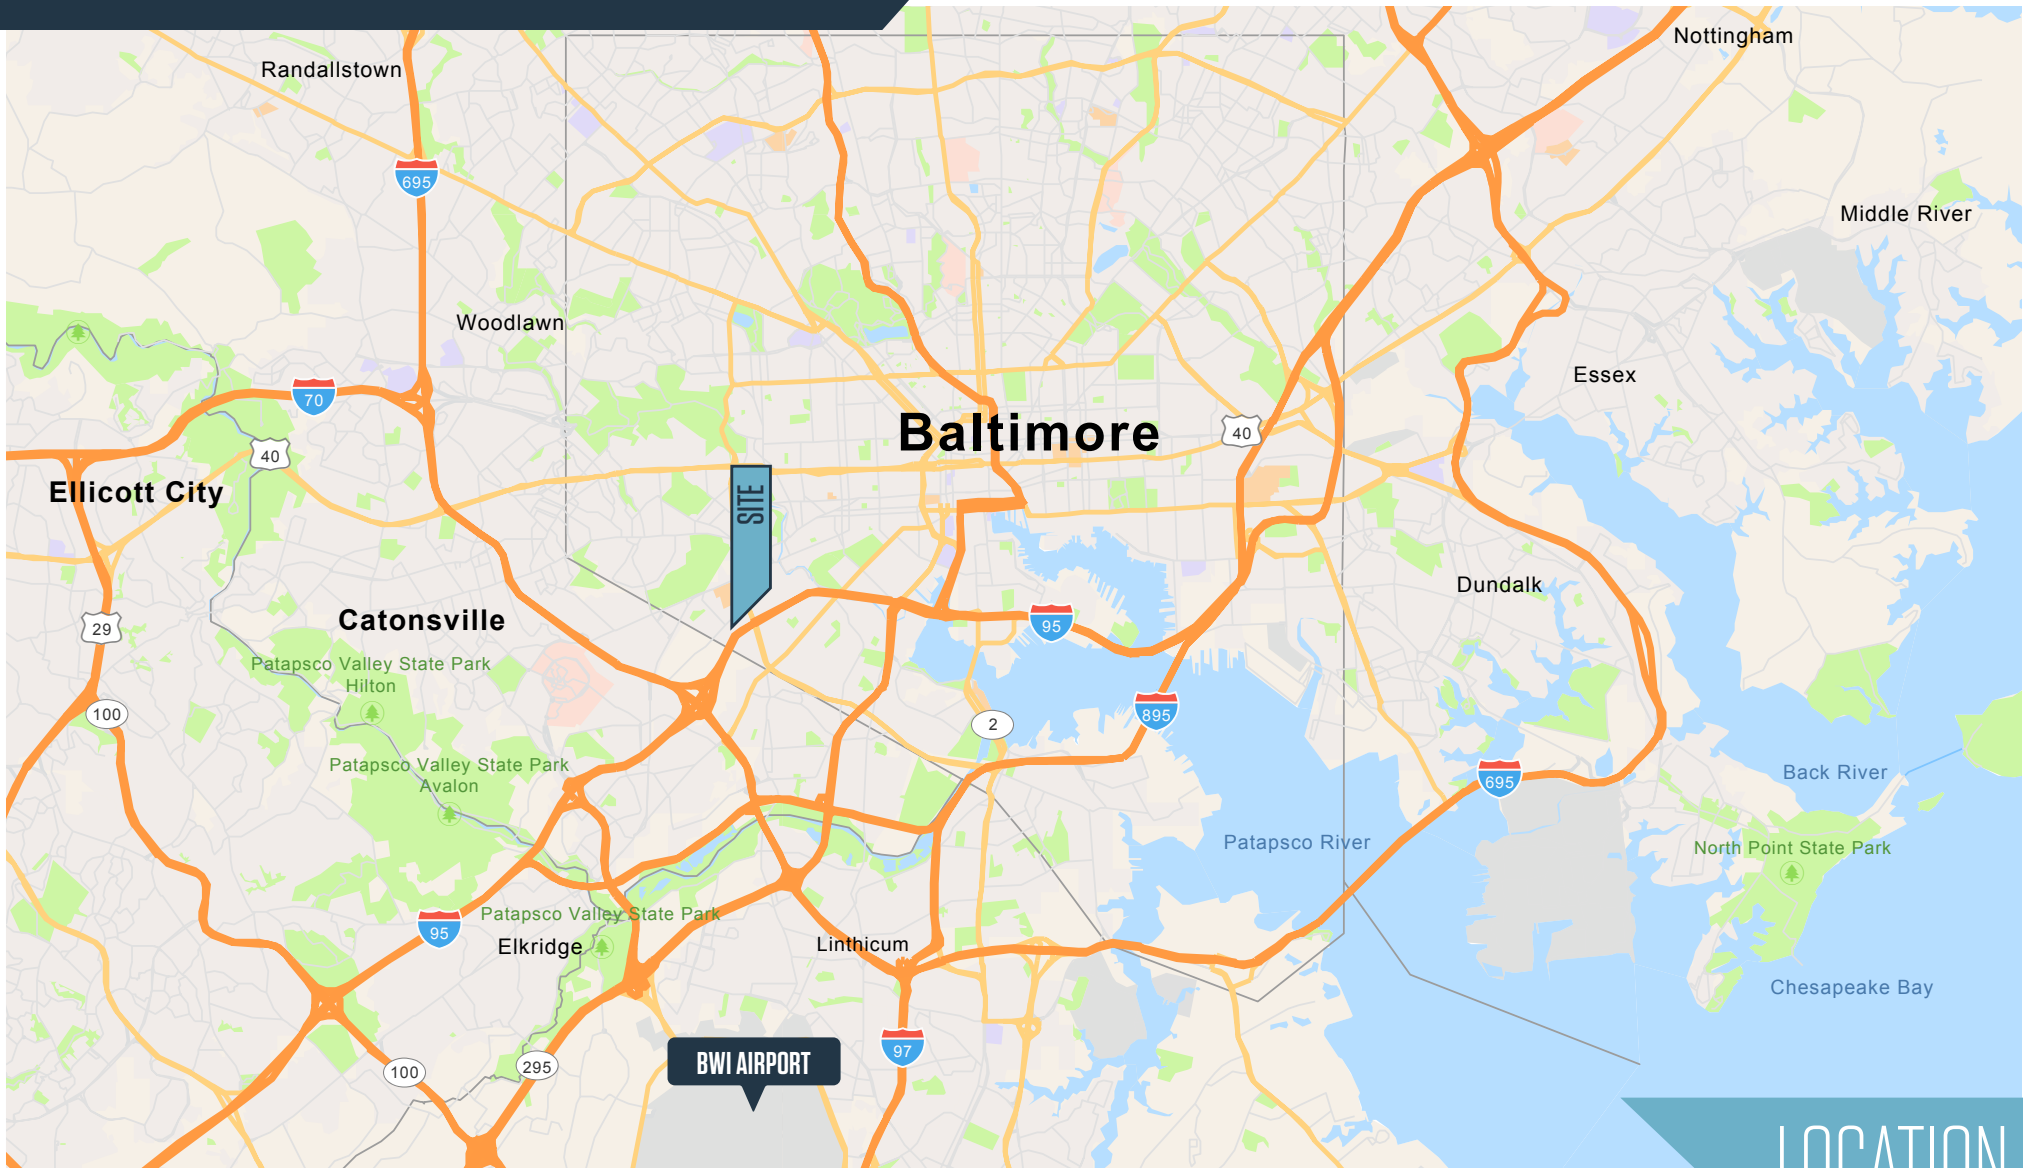 Nottingham
Randallstown
695
Middle River
Woodlawn
Essex
70
Baltimore
40
40
Ellicott City
SITE
Dundalk
Catonsville
29
95
Patapsco Valley State Park
Hilton
100
895
2
Patapsco Valley State Park
Avalon
695
Back River
Patapsco River
North Point State Park
Patapsco Valley State Park
95
Elkridge
Linthicum
Chesapeake Bay
97
BWI AIRPORT
295
100
LOCATION